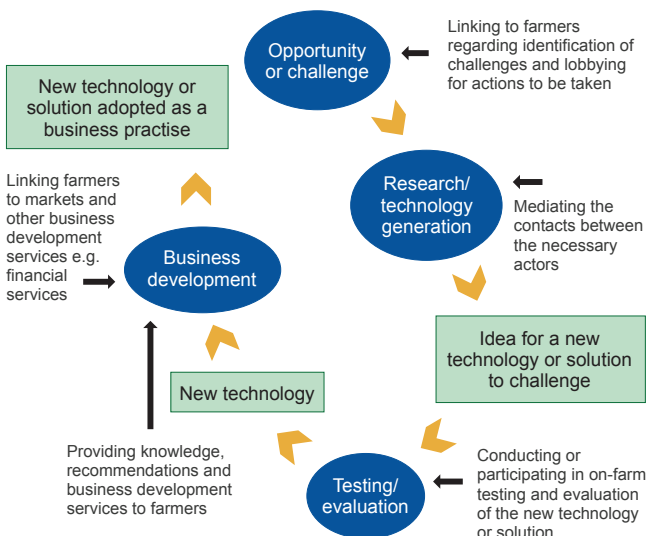 Opportunity
or challenge
Linking to farmers
regarding identification of
challenges and lobbying
for actions to be taken
New technology or
solution adopted as a
business practise
Research/
technology
generation
Mediating the
contacts between
the necessary
actors
Linking farmers
to markets and
other business
development
services e.g.
financial
services
Business
development
Idea for a new
technology or solution
to challenge
New technology
Providing knowledge,
recommendations and
business development
services to farmers
Testing/
evaluation
Conducting or
participating in on-farm
testing and evaluation
of the new technology
or solution